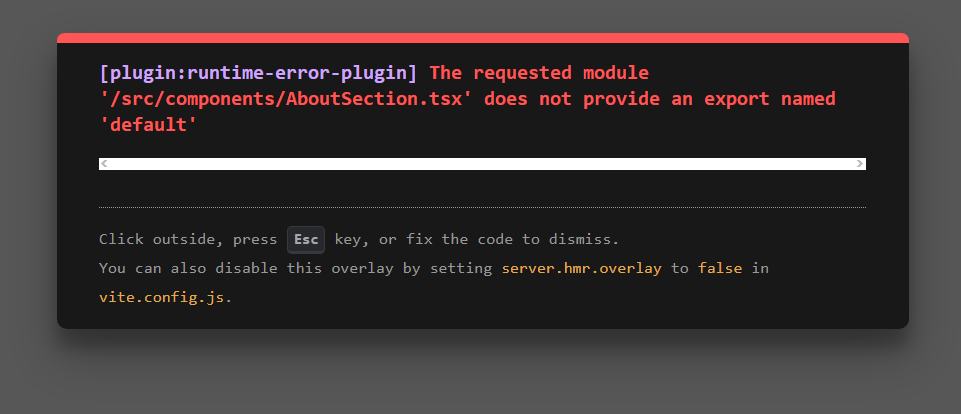 [plugin:runtime-error-plugin] The requested module
'/src/components/AboutSection.tsx' does not provide an export named
'default'
Click outside, press Esc key, or fix the code to dismiss.
You can also disable this overlay by setting server.hmr.overlay to false in
vite.config.js.